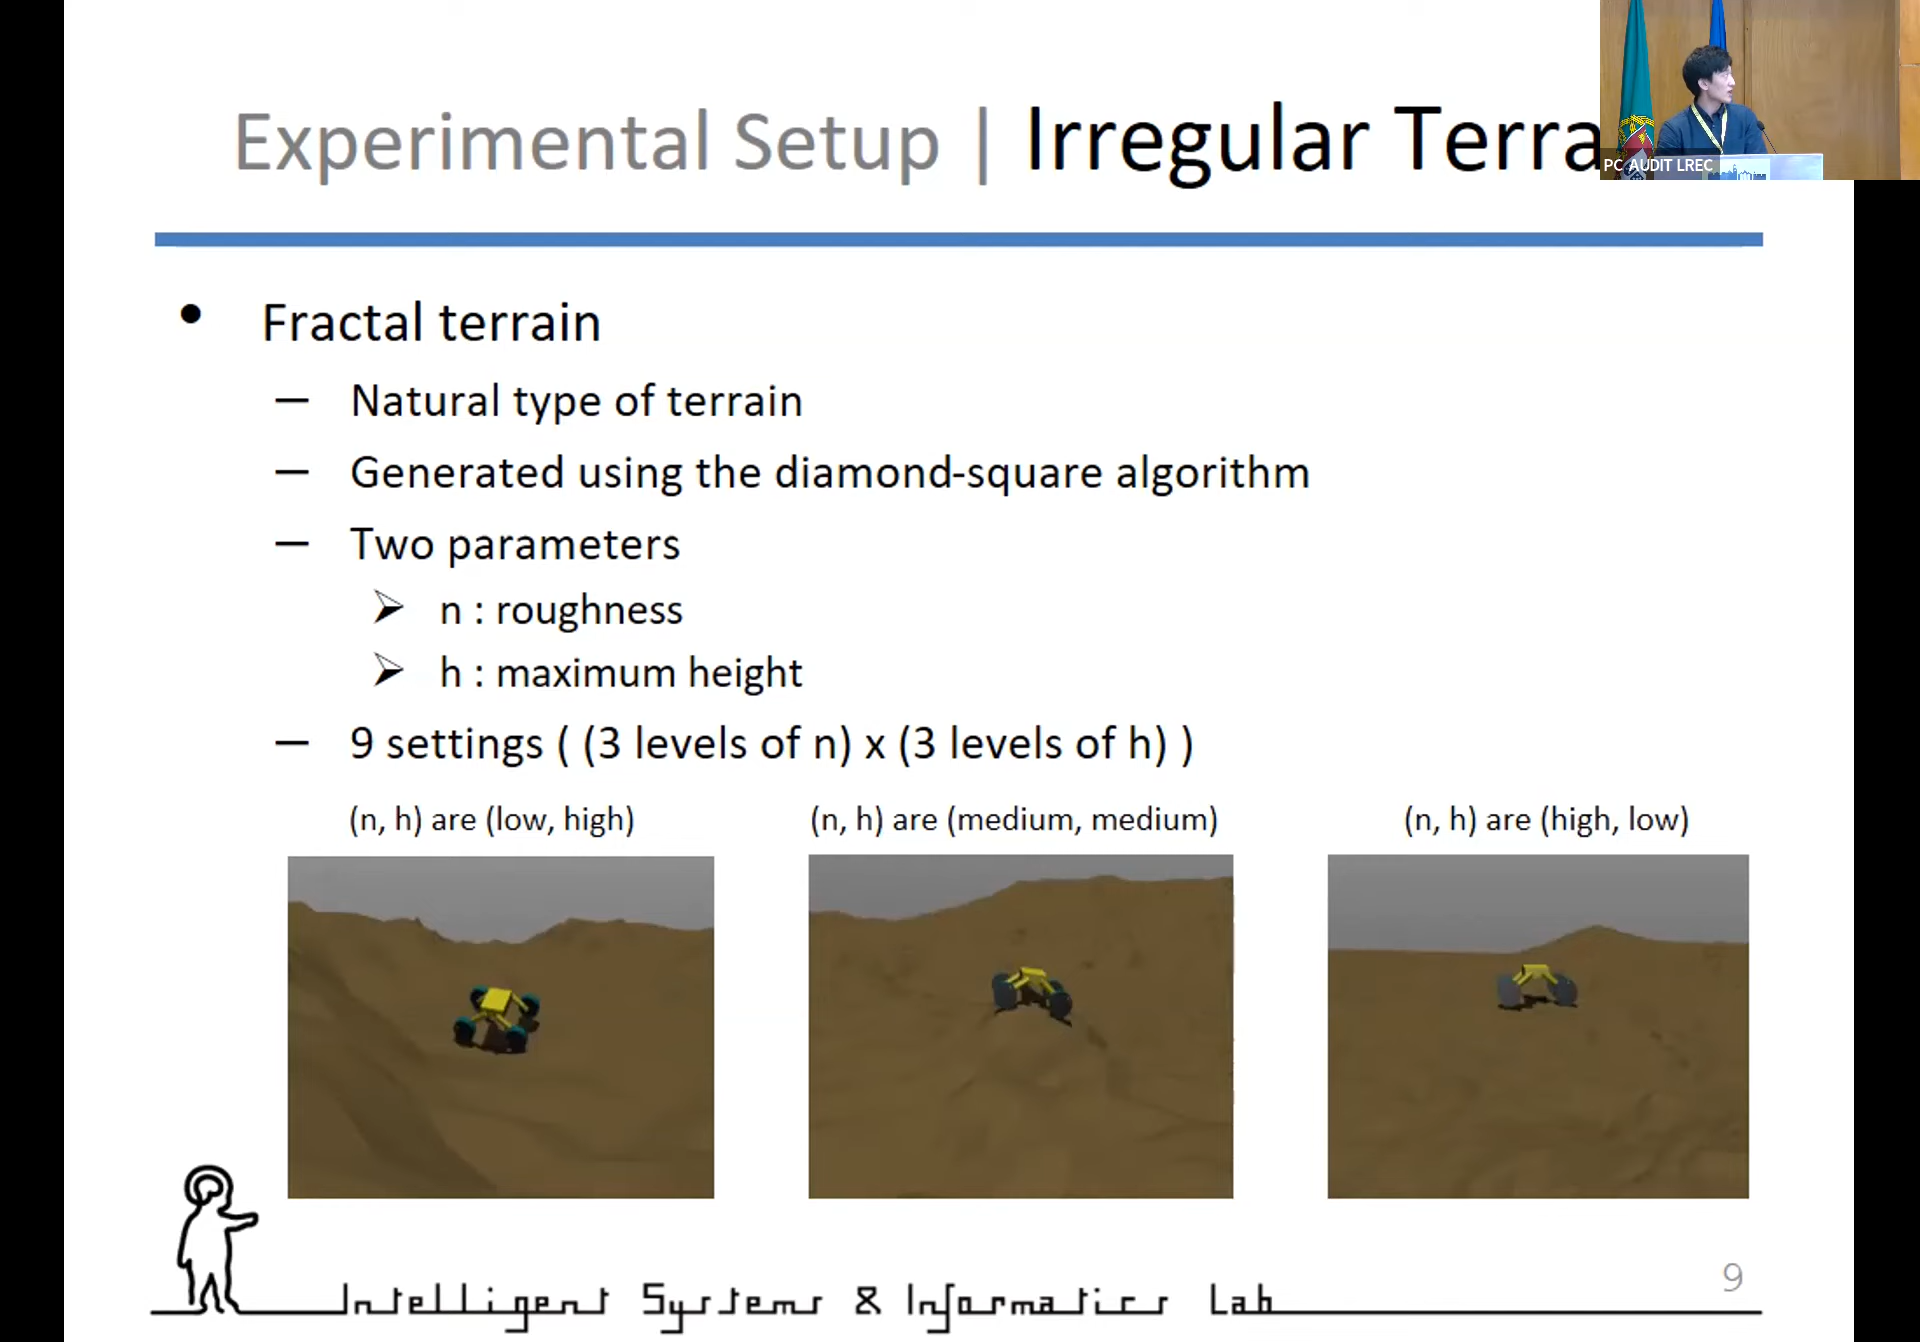 Experimental Setup | Irregular Terra
PC AUDIT LREC
• Fractal terrain
– Natural type of terrain
– Generated using the diamond-square algorithm
– Two parameters
➢ n : roughness
➢ h : maximum height
– 9 settings ( (3 levels of n) x (3 levels of h) )
(n, h) are (low, high)
(n, h) are (medium, medium)
(n, h) are (high, low)
9
Intelligent Systems & Informatics Lab